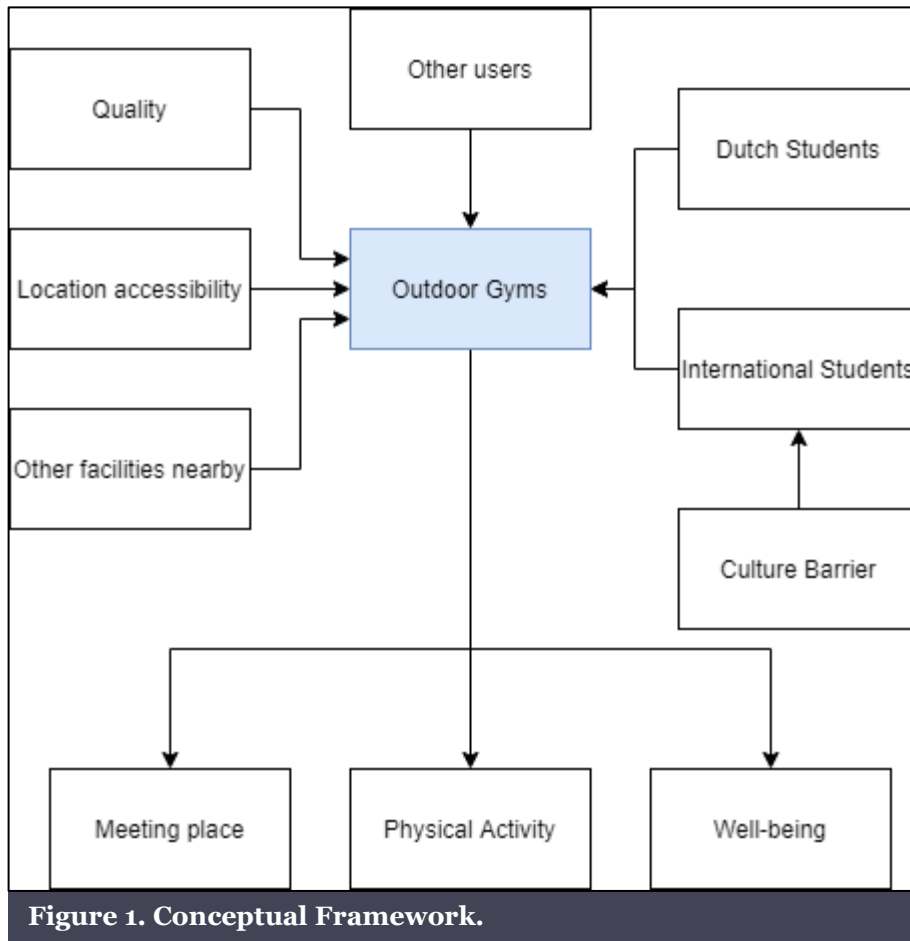 Other users
Quality
Dutch Students
Location accessibility
Outdoor Gyms
International Students
Other facilities nearby
Culture Barrier
Meeting place
Physical Activity
Well-being
Figure 1. Conceptual Framework.